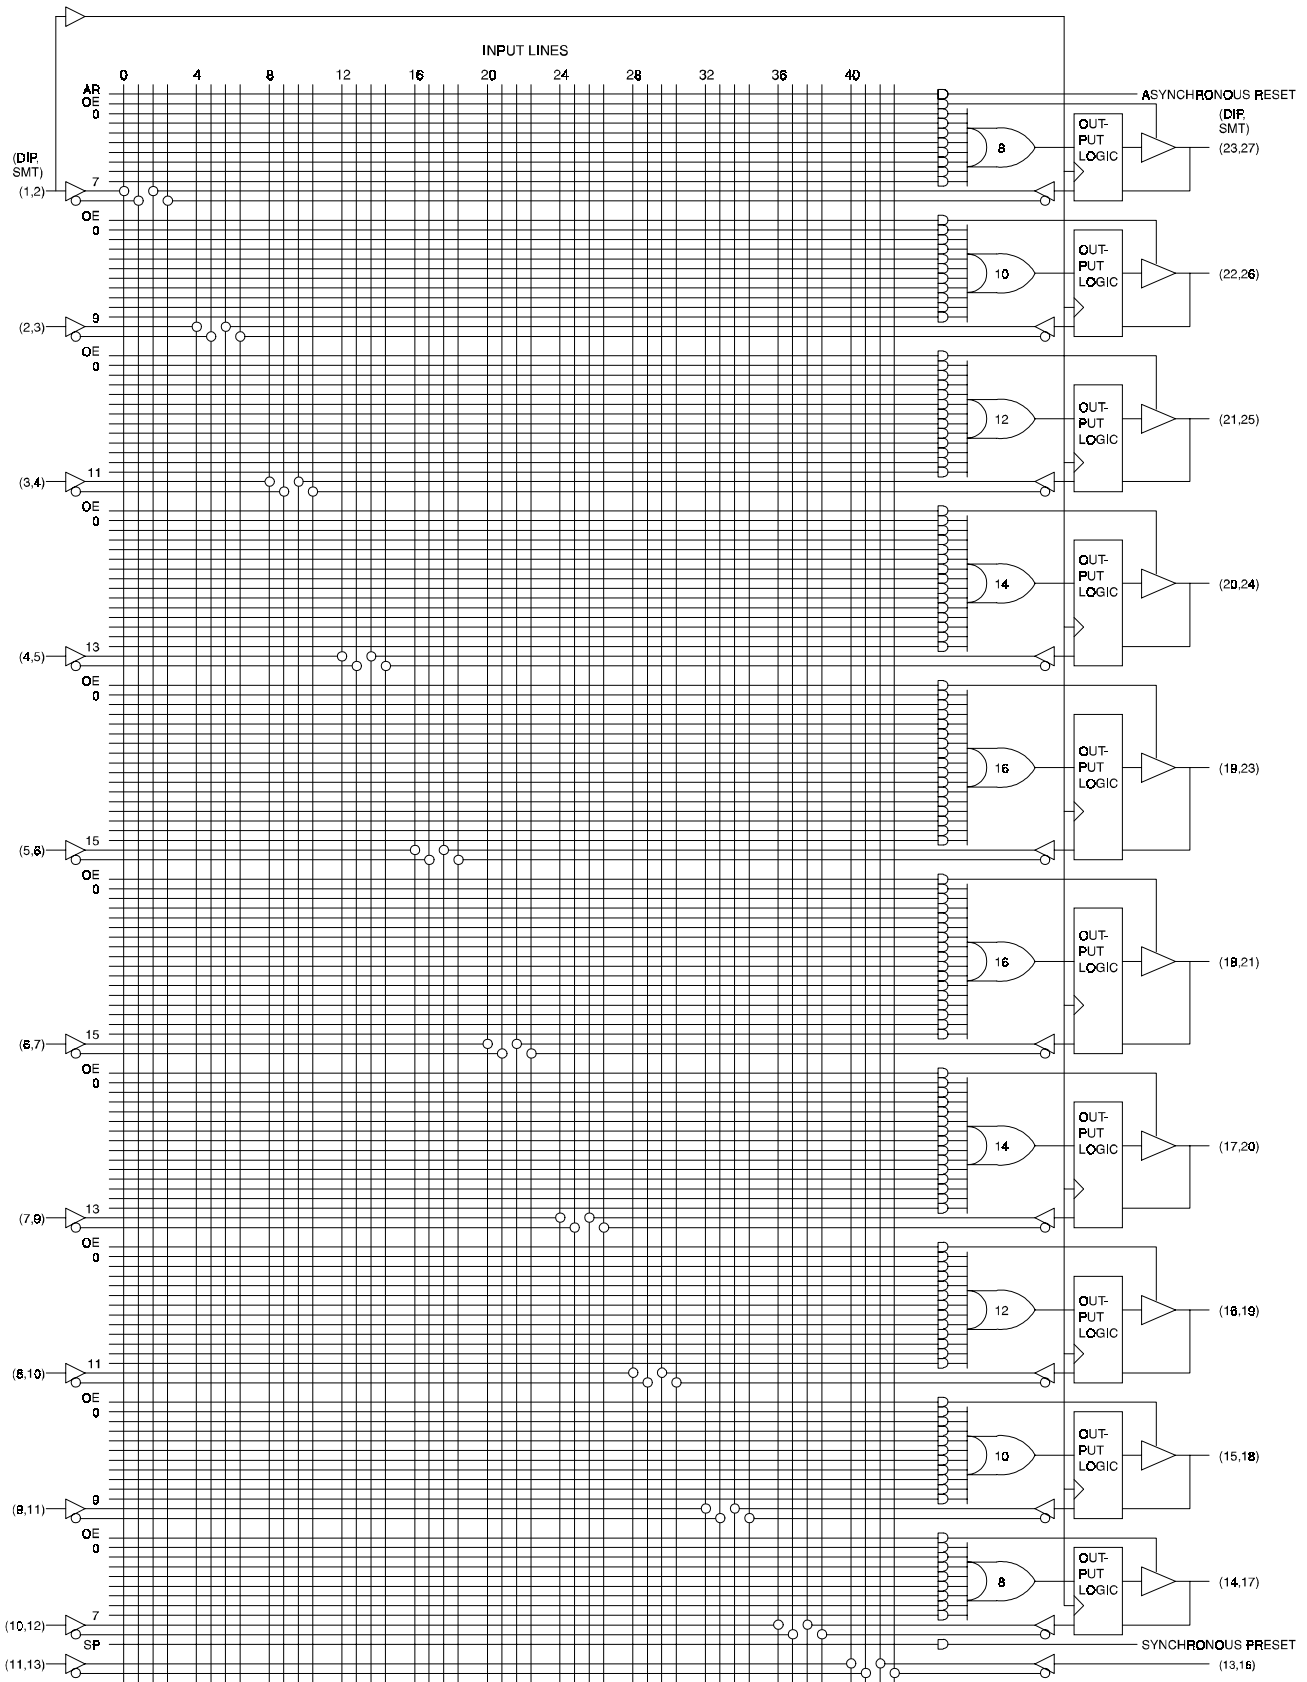 INPUT LINES
0 4 8 12 16 20 24 28 32 36 40
AR
ASYNCHRONOUS RESET
OE
0
(DIP, SMT)
(DIP, SMT)
8
OUT-PUT LOGIC
(23,27)
7
(1,2)
OE
0
10
OUT-PUT LOGIC
(22,26)
9
(2,3)
OE
0
12
OUT-PUT LOGIC
(21,25)
11
(3,4)
OE
0
14
OUT-PUT LOGIC
(20,24)
13
(4,5)
OE
0
16
OUT-PUT LOGIC
(19,23)
15
(5,6)
OE
0
16
OUT-PUT LOGIC
(18,21)
15
(6,7)
OE
0
14
OUT-PUT LOGIC
(17,20)
13
(7,9)
OE
0
12
OUT-PUT LOGIC
(16,19)
11
(8,10)
OE
0
10
OUT-PUT LOGIC
(15,18)
9
(9,11)
OE
0
8
OUT-PUT LOGIC
(14,17)
7
(10,12)
SP
SYNCHRONOUS PRESET
(11,13)
(13,16)